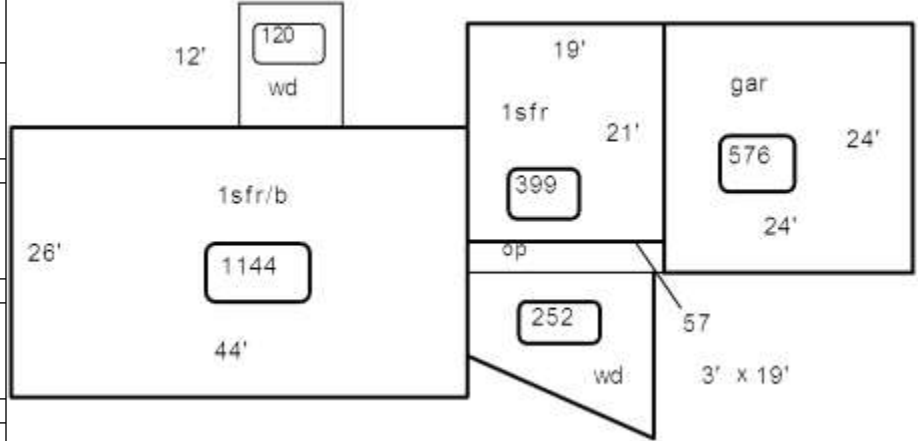 120
12'
wd
19'
gar
1sfr
21'
24'
576
399
24'
1sfr/b
op
26'
1144
252
57
44'
wd
3' x 19'